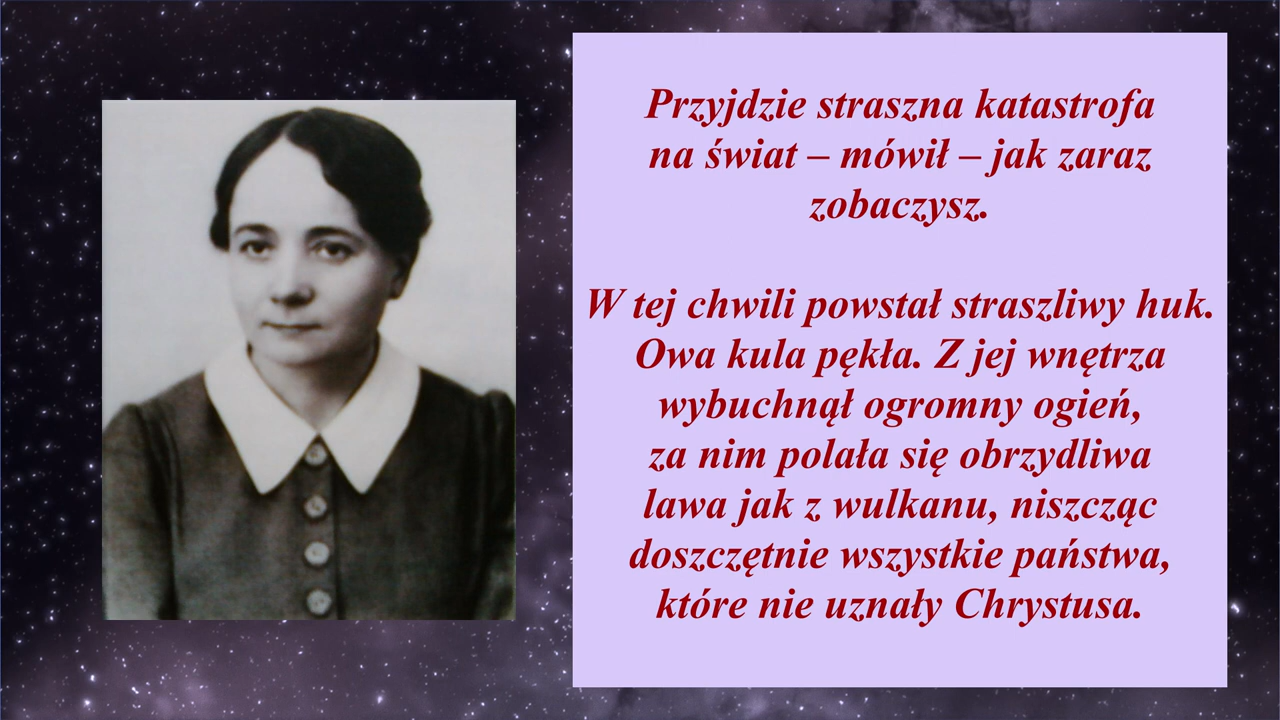 Przyjdzie straszna katastrofa
na świat – mówił – jak zaraz
zobaczysz.
W tej chwili powstał straszliwy huk.
Owa kula pękła. Z jej wnętrza
wybuchnął ogromny ogień,
za nim polała się obrzydliwa
lawa jak z wulkanu, niszcząc
doszczętnie wszystkie państwa,
które nie uznały Chrystusa.